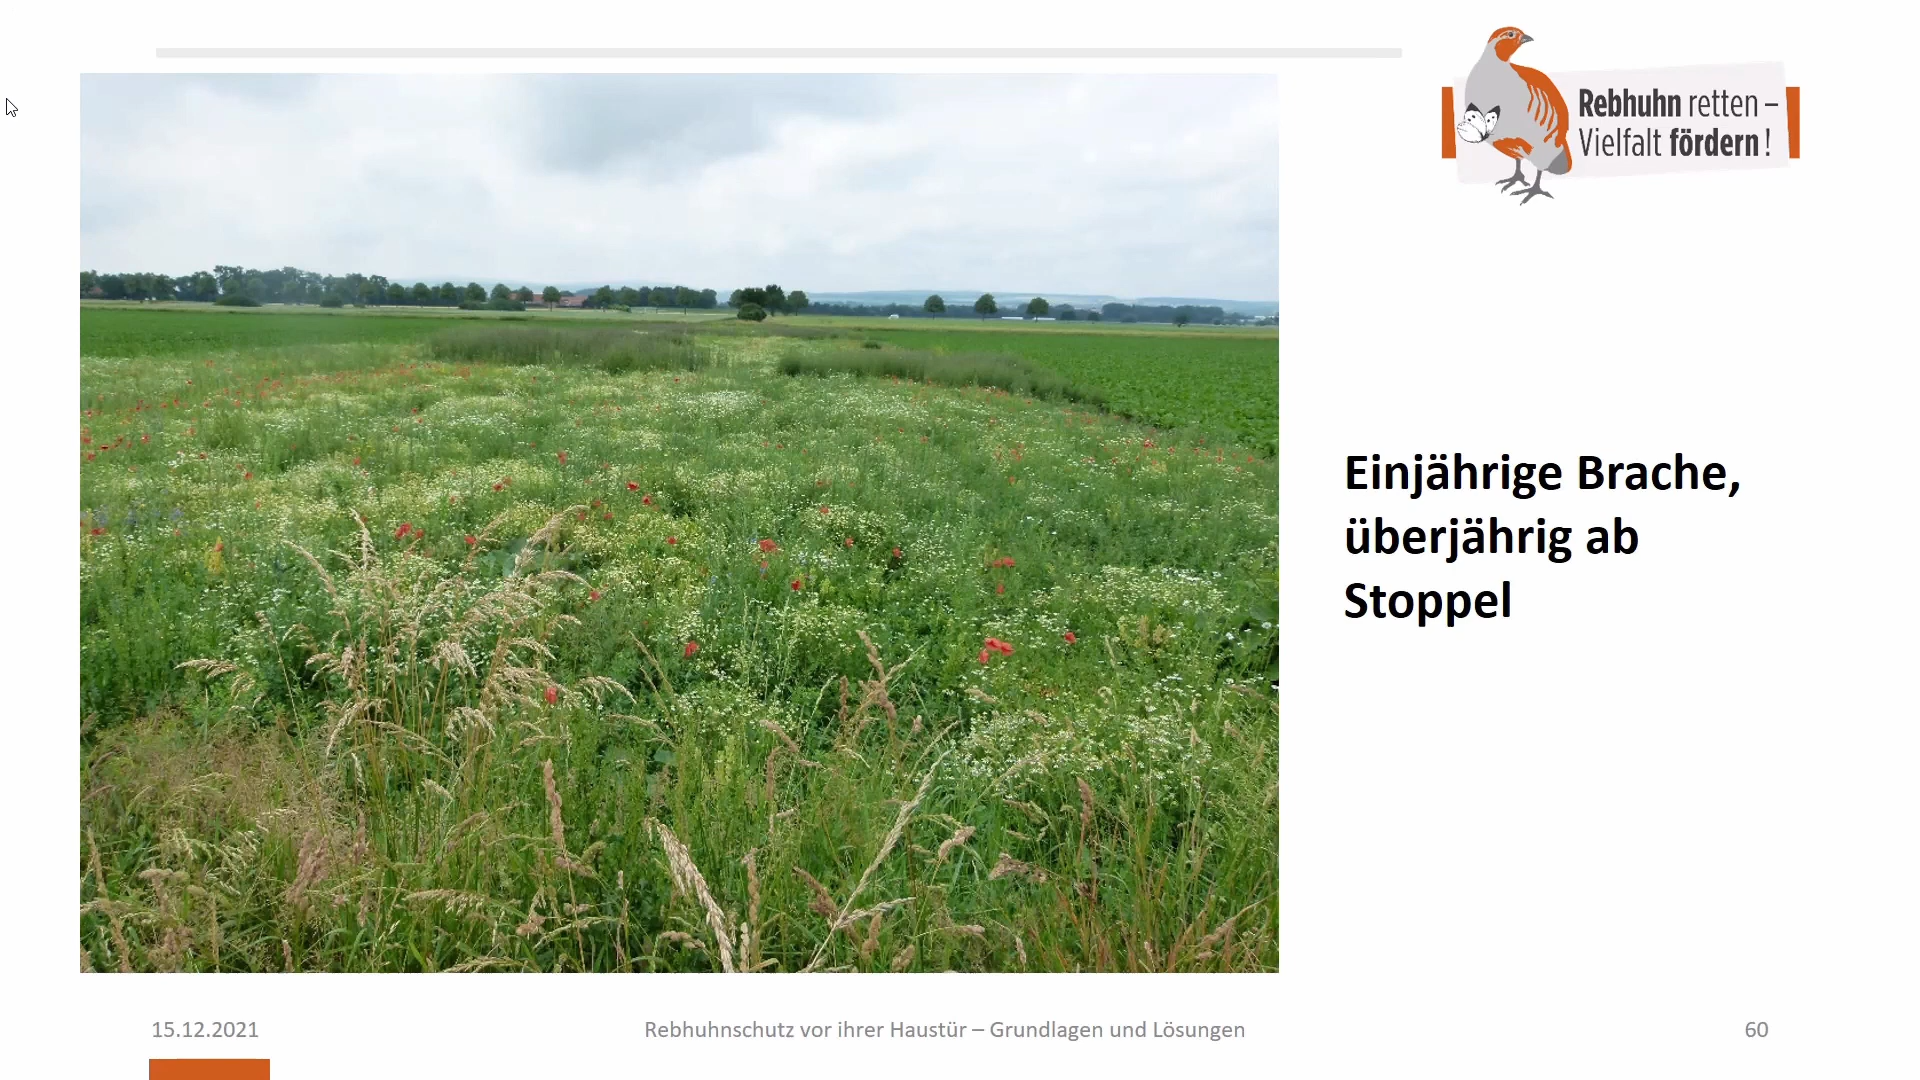 Rebhuhn retten –
Vielfalt fördern!
Einjährige Brache,
überjährig ab
Stoppel
15.12.2021
Rebhuhnschutz vor ihrer Haustür – Grundlagen und Lösungen
60